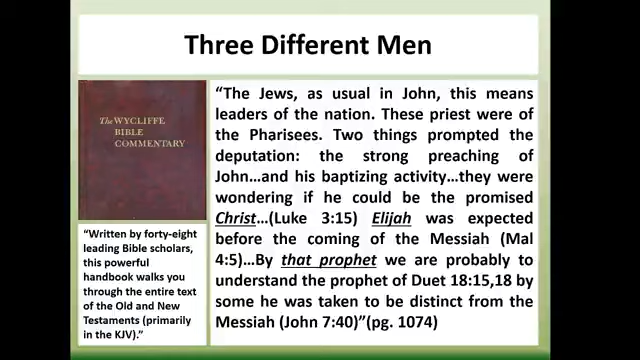 Three Different Men
The WYCLIFFE
BIBLE
COMMENTARY
"Written by forty-eight
leading Bible scholars,
this powerful
handbook walks you
through the entire text
of the Old and New
Testaments (primarily
in the KJV)."
"The Jews, as usual in John, this means
leaders of the nation. These priest were of
the Pharisees. Two things prompted the
deputation: the strong preaching of
John…and his baptizing activity…they were
wondering if he could be the promised
Christ…(Luke 3:15) Elijah was expected
before the coming of the Messiah (Mal
4:5)…By that prophet we are probably to
understand the prophet of Duet 18:15,18 by
some he was taken to be distinct from the
Messiah (John 7:40)"(pg. 1074)